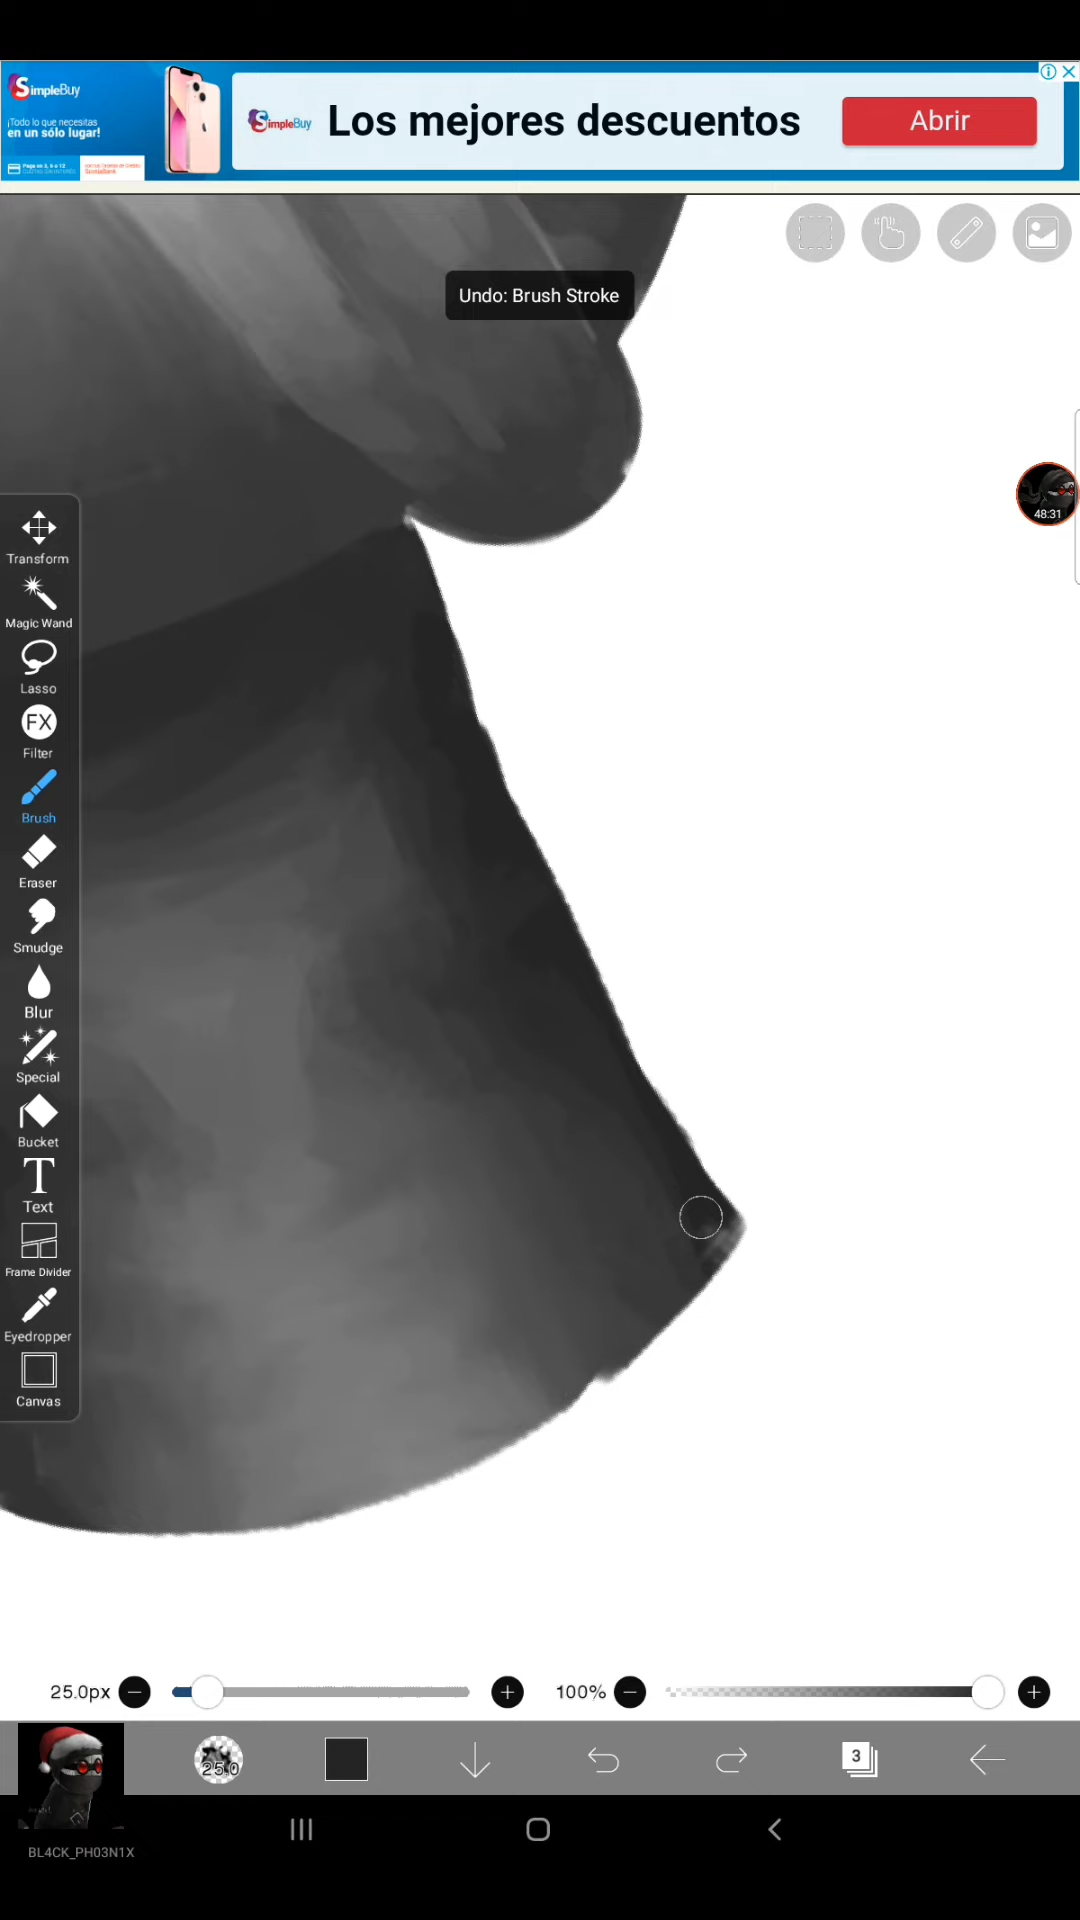 SimpleBuy
¡Todo lo que necesitas
en un sólo lugar!
SimpleBuy
Los mejores descuentos
Abrir
Undo: Brush Stroke
48:31
Transform
Magic Wand
Lasso
FX
Filter
Brush
Eraser
Smudge
Blur
Special
Bucket
T
Text
Frame Divider
Eyedropper
Canvas
25.0px
100%
25.0
3
BL4CK_PH03N1X